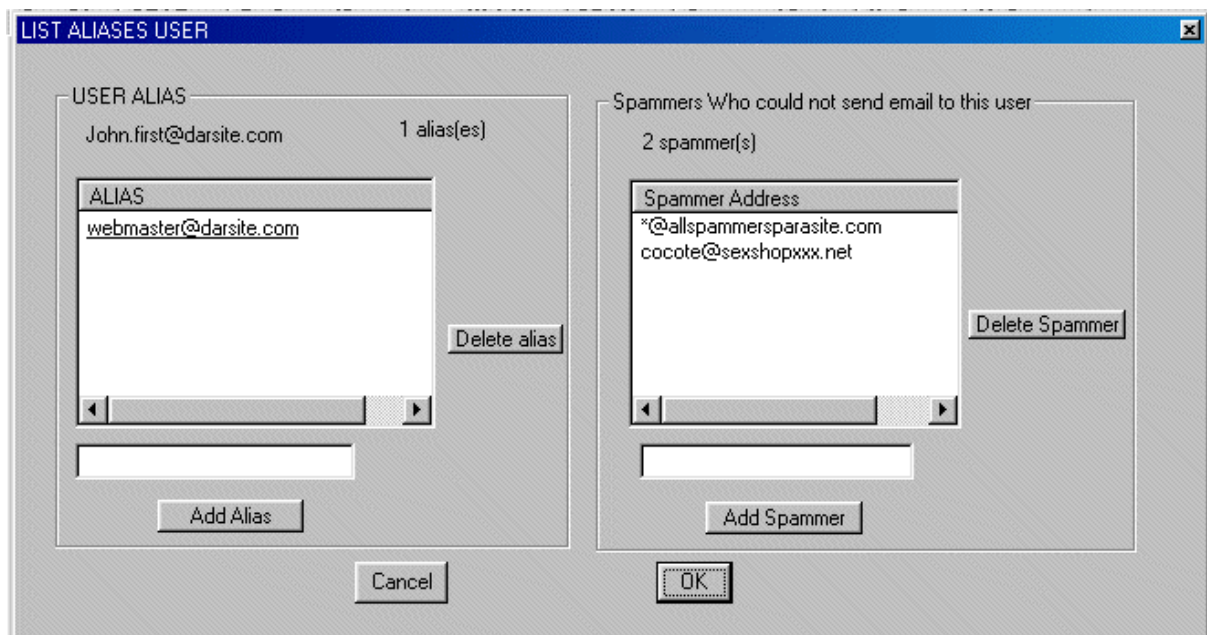 LIST ALIASES USER
USER ALIAS
John.first@darsite.com
1 alias(es)
ALIAS
webmaster@darsite.com
Delete alias
Add Alias
Spammers Who could not send email to this user
2 spammer(s)
Spammer Address
*@allspammersparasite.com
cocote@sexshopxxx.net
Delete Spammer
Add Spammer
Cancel
OK